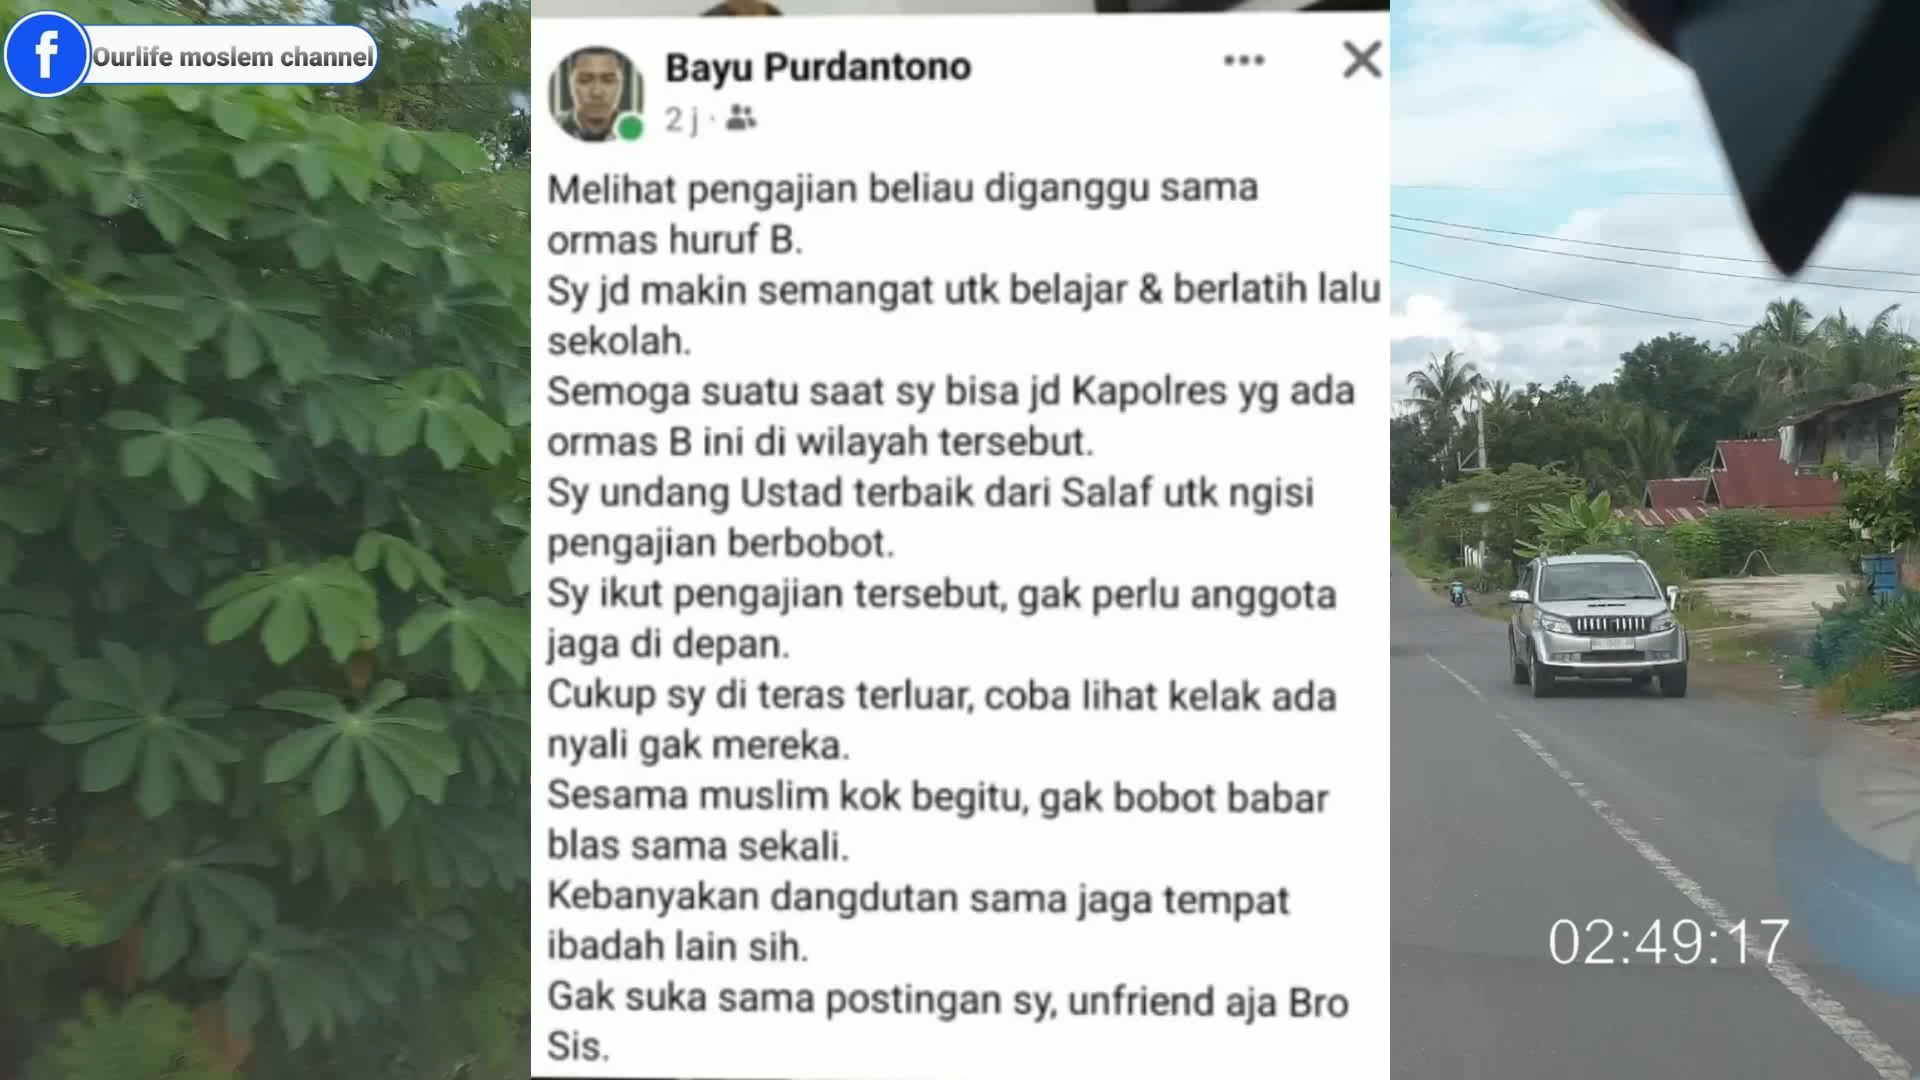 Ourlife moslem channel
Bayu Purdantono
2 j
Melihat pengajian beliau diganggu sama
ormas huruf B.
Sy jd makin semangat utk belajar & berlatih lalu
sekolah.
Semoga suatu saat sy bisa jd Kapolres yg ada
ormas B ini di wilayah tersebut.
Sy undang Ustad terbaik dari Salaf utk ngisi
pengajian berbobot.
Sy ikut pengajian tersebut, gak perlu anggota
jaga di depan.
Cukup sy di teras terluar, coba lihat kelak ada
nyali gak mereka.
Sesama muslim kok begitu, gak bobot babar
blas sama sekali.
Kebanyakan dangdutan sama jaga tempat
ibadah lain sih.
Gak suka sama postingan sy, unfriend aja Bro
Sis.
02:49:17